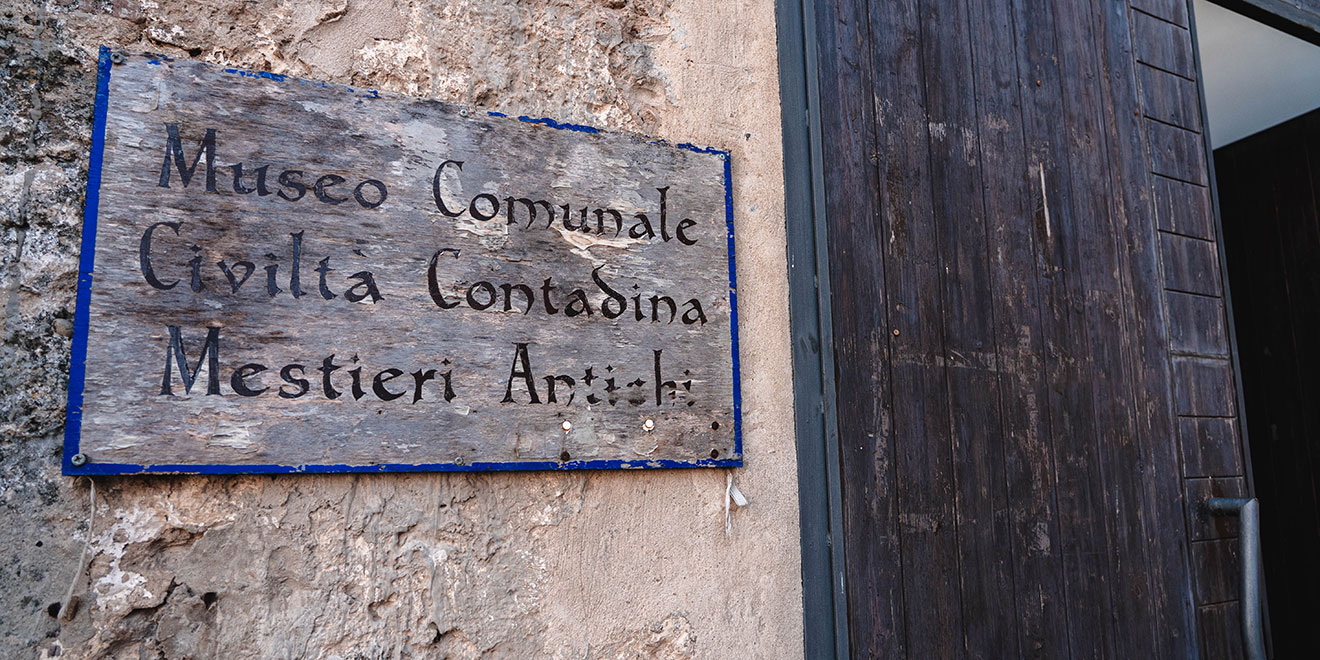 Museo Comunale
Civiltà Contadina
Mestieri Antichi